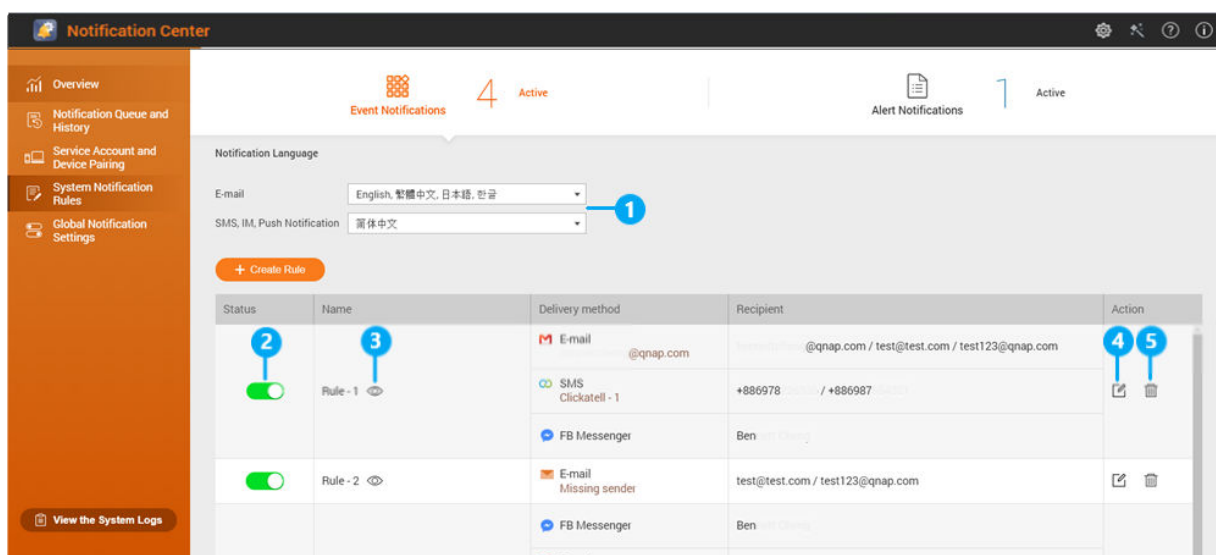 Notification Center
Overview
Notification Queue and
History
Service Account and
Device Pairing
System Notification
Rules
Global Notification
Settings
View the System Logs
Event Notifications
4
Active
Alert Notifications
1
Active
Notification Language
E-mail
English, 繁體中文, 日本語, 한글
1
SMS, IM, Push Notification
简体中文
+ Create Rule
Status
Name
Delivery method
Recipient
Action
2
3
4
5
Rule - 1
E-mail
@qnap.com
@qnap.com / test@test.com / test123@qnap.com
SMS
Clickatell - 1
+886978 / +886987
FB Messenger
Ben
Rule - 2
E-mail
Missing sender
test@test.com / test123@qnap.com
FB Messenger
Ben